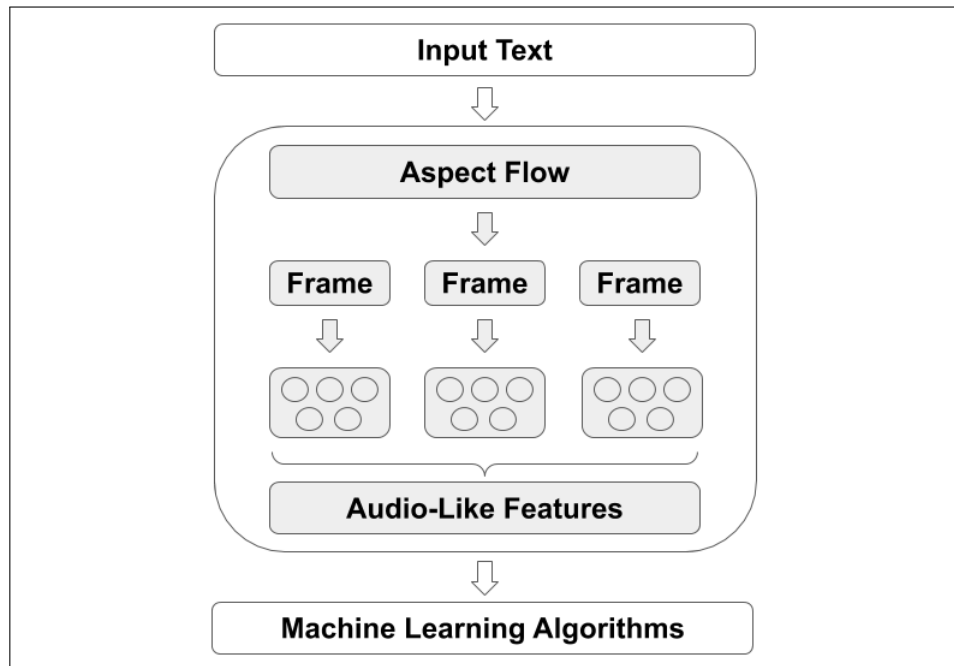 Input Text
Aspect Flow
Frame Frame Frame
Audio-Like Features
Machine Learning Algorithms